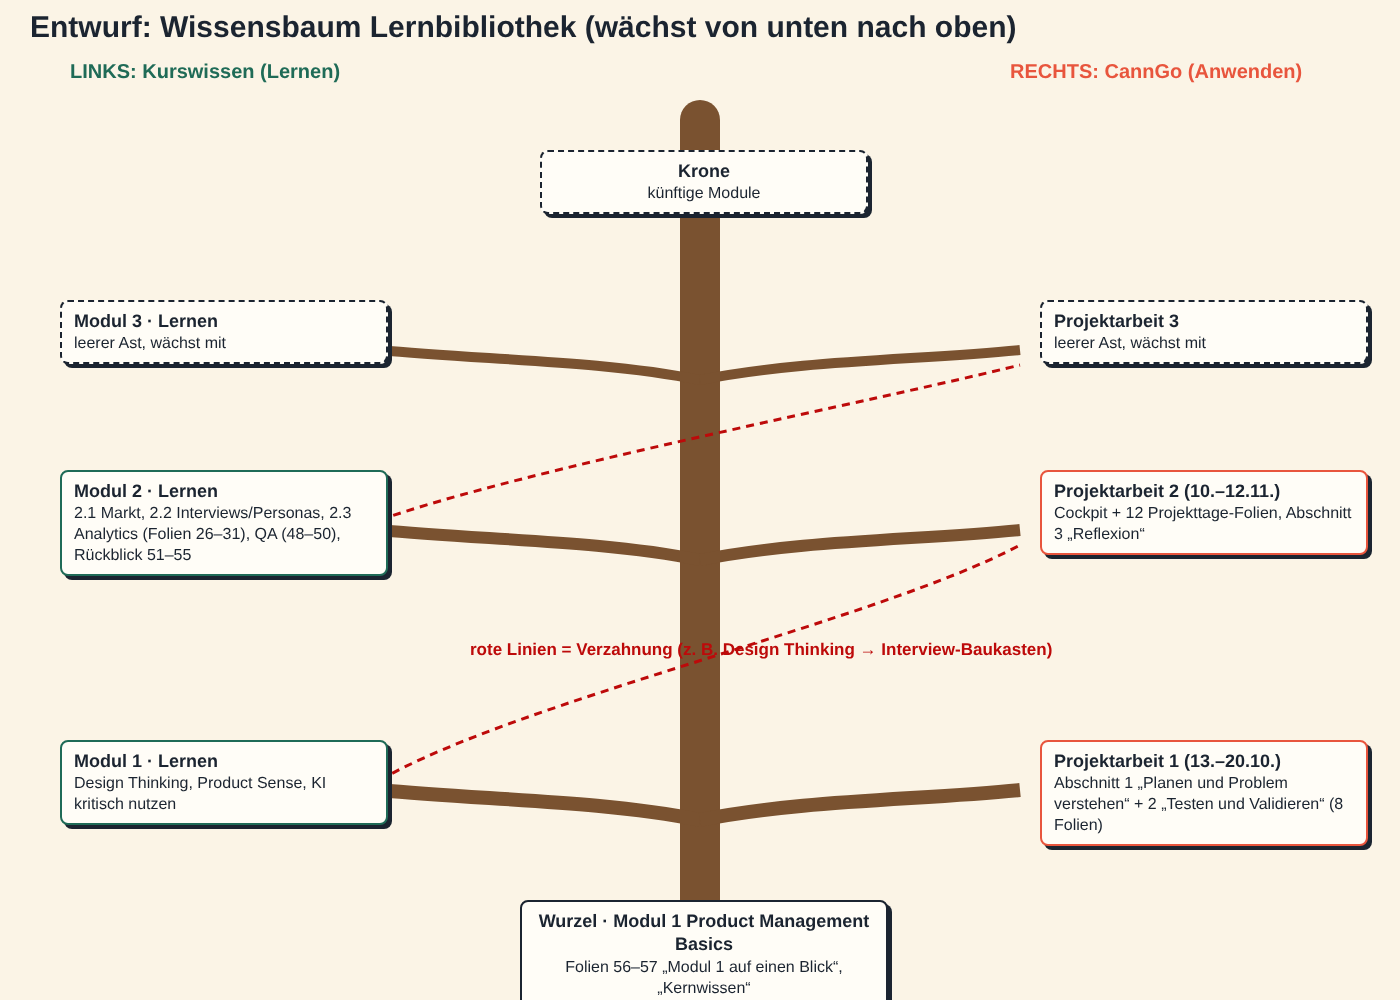 Entwurf: Wissensbaum Lernbibliothek (wächst von unten nach oben)
LINKS: Kurswissen (Lernen)
RECHTS: CannGo (Anwenden)
Krone
künftige Module
Modul 3 · Lernen
leerer Ast, wächst mit
Projektarbeit 3
leerer Ast, wächst mit
Modul 2 · Lernen
2.1 Markt, 2.2 Interviews/Personas, 2.3
Analytics (Folien 26–31), QA (48–50),
Rückblick 51–55
Projektarbeit 2 (10.–12.11.)
Cockpit + 12 Projekttage-Folien, Abschnitt
3 „Reflexion“
rote Linien = Verzahnung (z. B. Design Thinking → Interview-Baukasten)
Modul 1 · Lernen
Design Thinking, Product Sense, KI
kritisch nutzen
Projektarbeit 1 (13.–20.10.)
Abschnitt 1 „Planen und Problem
verstehen“ + 2 „Testen und Validieren“ (8
Folien)
Wurzel · Modul 1 Product Management
Basics
Folien 56–57 „Modul 1 auf einen Blick“,
„Kernwissen“